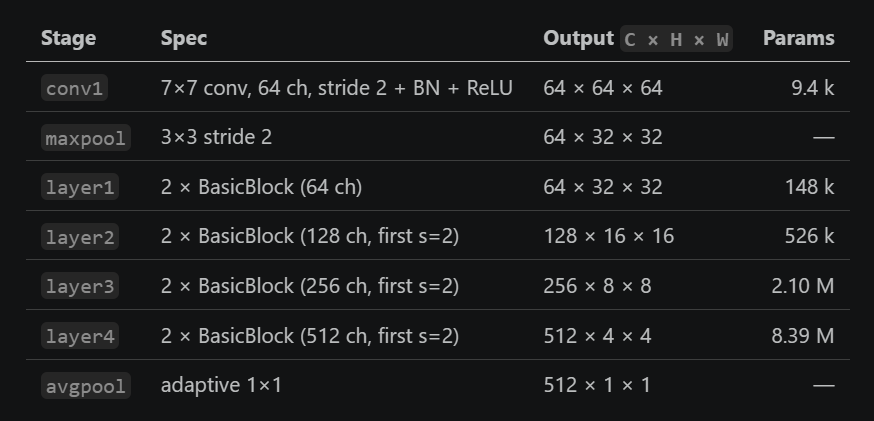 Stage Spec Output C × H × W Params
conv1 7×7 conv, 64 ch, stride 2 + BN + ReLU 64 × 64 × 64 9.4 k
maxpool 3×3 stride 2 64 × 32 × 32 —
layer1 2 × BasicBlock (64 ch) 64 × 32 × 32 148 k
layer2 2 × BasicBlock (128 ch, first s=2) 128 × 16 × 16 526 k
layer3 2 × BasicBlock (256 ch, first s=2) 256 × 8 × 8 2.10 M
layer4 2 × BasicBlock (512 ch, first s=2) 512 × 4 × 4 8.39 M
avgpool adaptive 1×1 512 × 1 × 1 —